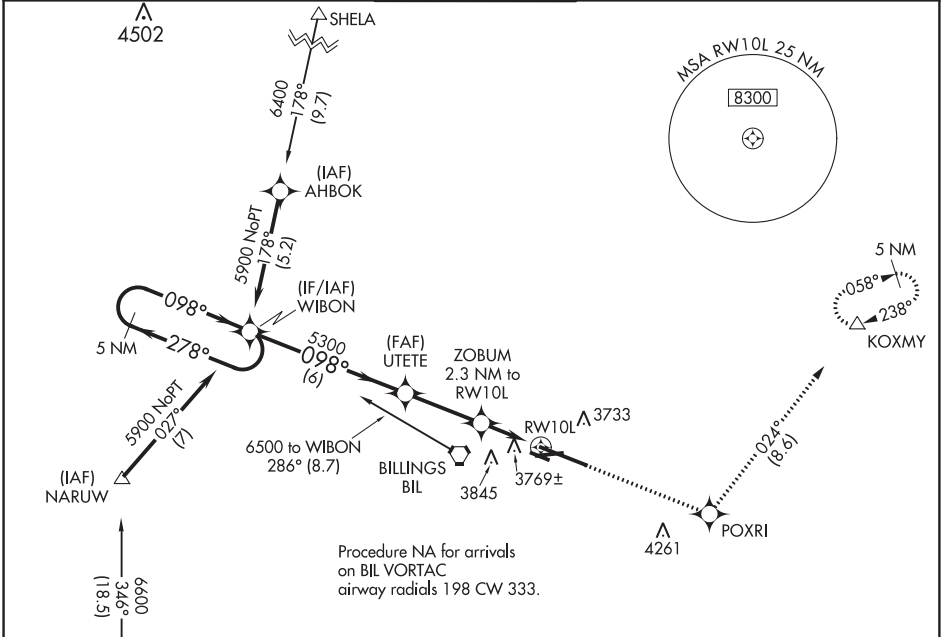 4502
SHELA
6400
178°
(9.7)
MSA RW10L 25 NM
8300
(IAF)
AHBOK
5900 NoPT
178°
(5.2)
(IF/IAF)
WIBON
098°
278°
5 NM
5300
098°
(6)
(FAF)
UTETE
ZOBUM
2.3 NM to
RW10L
RW10L
3733
5 NM
058°
238°
KOXMY
5900 NoPT
027°
(7)
(IAF)
NARUW
6500 to WIBON
286° (8.7)
BILLINGS
BIL
3845
3769±
024°
(8.6)
POXRI
4261
6600
346°
(18.5)
Procedure NA for arrivals
on BIL VORTAC
airway radials 198 CW 333.